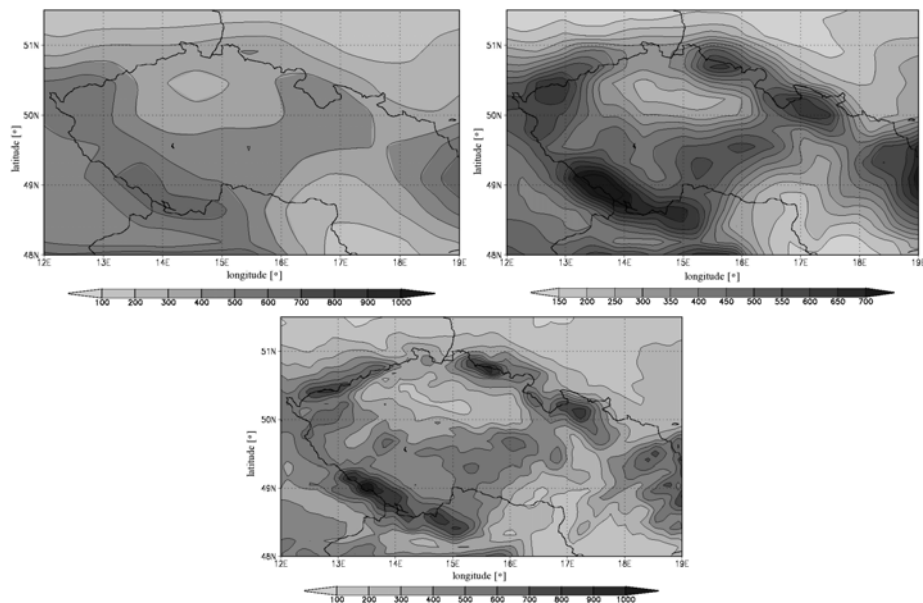 51N
50N
49N
48N
latitude [°]
12E 13E 14E 15E 16E 17E 18E 19E
longitude [°]
100 200 300 400 500 600 700 800 900 1000
51N
50N
49N
48N
latitude [°]
12E 13E 14E 15E 16E 17E 18E 19E
longitude [°]
150 200 250 300 350 400 450 500 550 600 650 700
51N
50N
49N
48N
latitude [°]
12E 13E 14E 15E 16E 17E 18E 19E
longitude [°]
100 200 300 400 500 600 700 800 900 1000